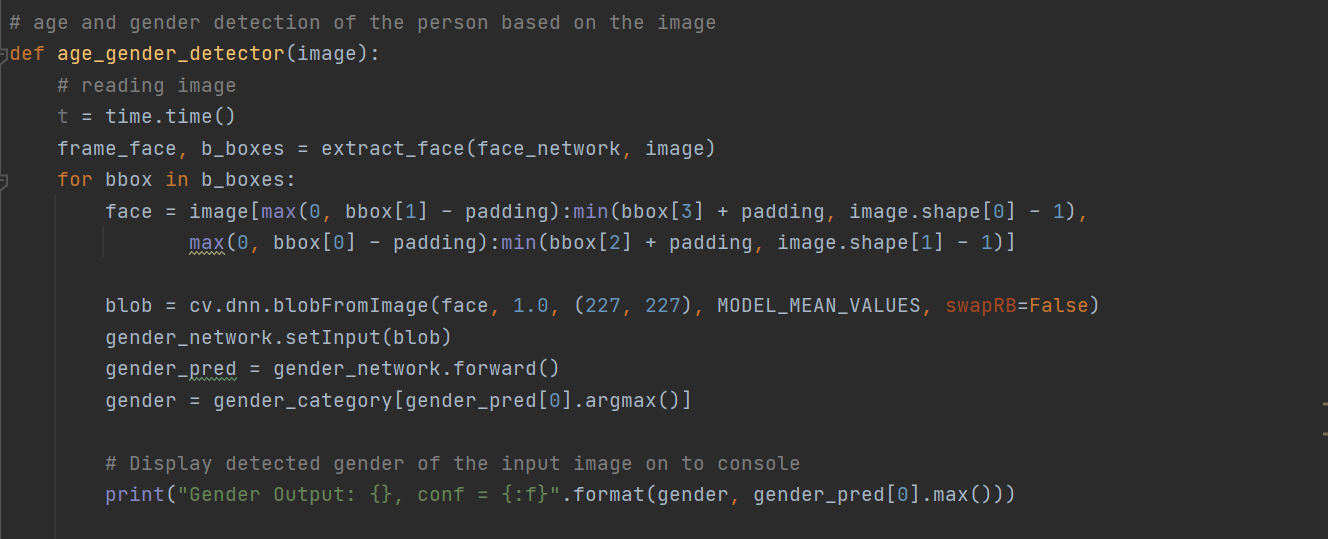 # age and gender detection of the person based on the image
def age_gender_detector(image):
    # reading image
    t = time.time()
    frame_face, b_boxes = extract_face(face_network, image)
    for bbox in b_boxes:
        face = image[max(0, bbox[1] - padding):min(bbox[3] + padding, image.shape[0] - 1),
               max(0, bbox[0] - padding):min(bbox[2] + padding, image.shape[1] - 1)]

        blob = cv.dnn.blobFromImage(face, 1.0, (227, 227), MODEL_MEAN_VALUES, swapRB=False)
        gender_network.setInput(blob)
        gender_pred = gender_network.forward()
        gender = gender_category[gender_pred[0].argmax()]

        # Display detected gender of the input image on to console
        print("Gender Output: {}, conf = {:f}".format(gender, gender_pred[0].max()))